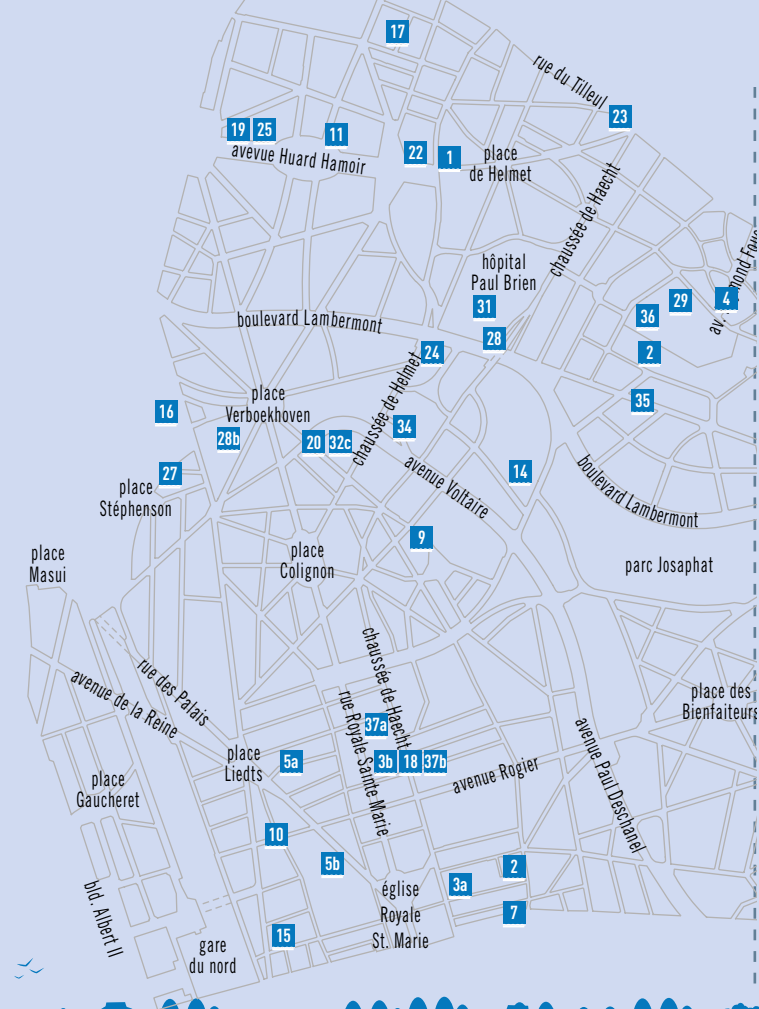 17
rue du Tilleul
23
19
25
11
avevue Huard Hamoir
22
1
place
de Helmet
chaussée de Haecht
hôpital
Paul Brien
31
28
36
29
4
2
35
boulevard Lambermont
24
chaussée de Helmet
place
Verboekhoven
16
28b
20
32c
34
27
place
Stéphenson
avenue Voltaire
14
boulevard Lambermont
9
place
Masui
place
Colignon
parc Josaphat
rue des Palais
avenue de la Reine
chaussée de Haecht
rue Royale Sainte Marie
37a
3b
18
37b
place des
Bienfaiteurs
avenue Paul Deschanel
avenue Rogier
place
Liedts
5a
place
Gaucheret
10
5b
bld. Albert II
église
Royale
St. Marie
3a
2
7
15
gare
du nord